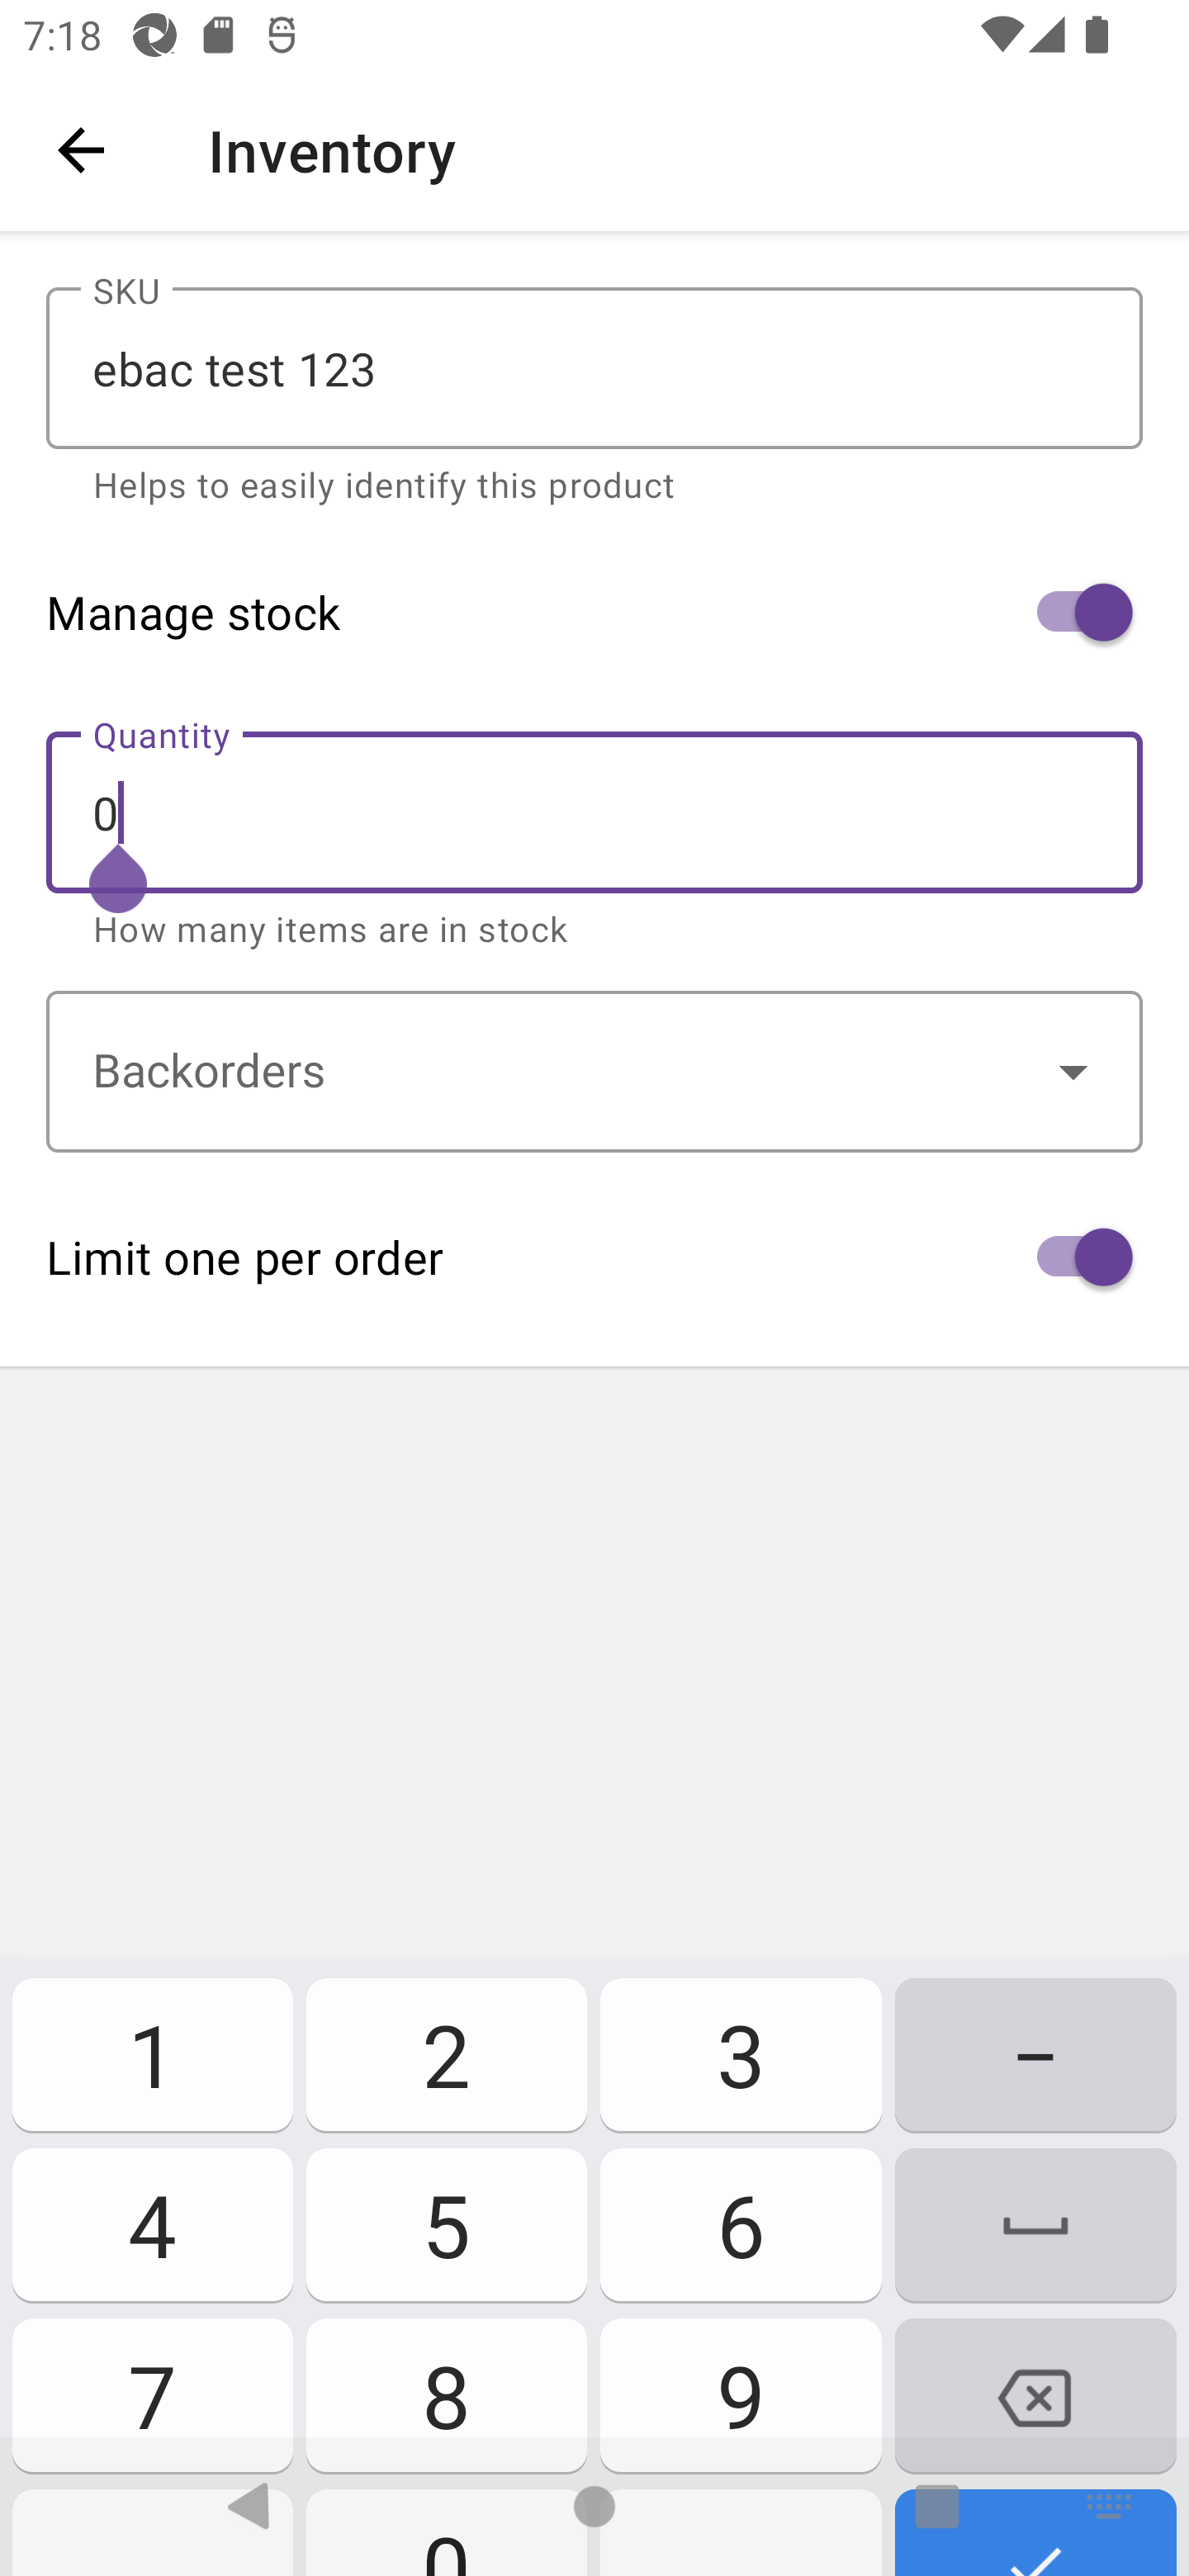 7:18
Inventory
SKU
ebac test 123
Helps to easily identify this product
Manage stock
Quantity
0
How many items are in stock
Backorders
Limit one per order
1 2 3 –
4 5 6
7 8 9
0